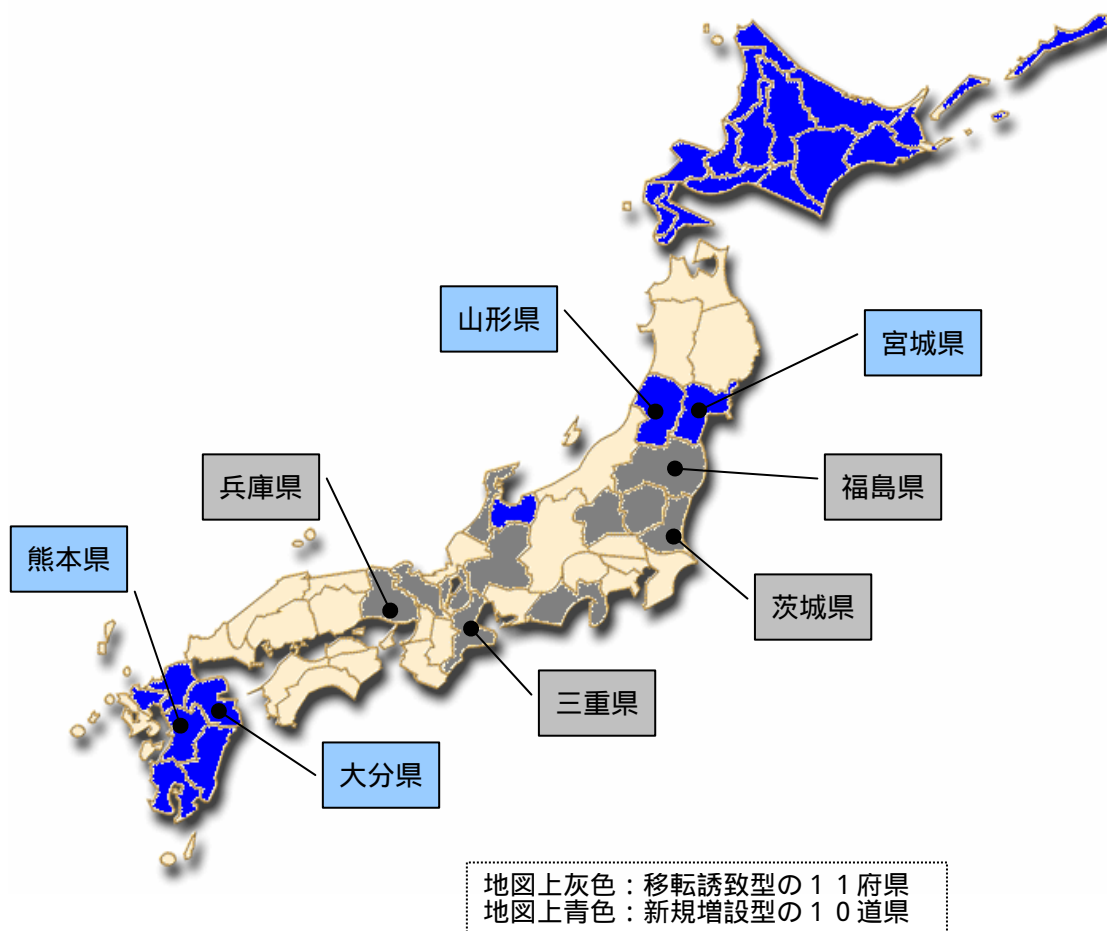 山形県
宮城県
兵庫県
福島県
熊本県
茨城県
三重県
大分県
地図上灰色：移転誘致型の１１府県
地図上青色：新規増設型の１０道県